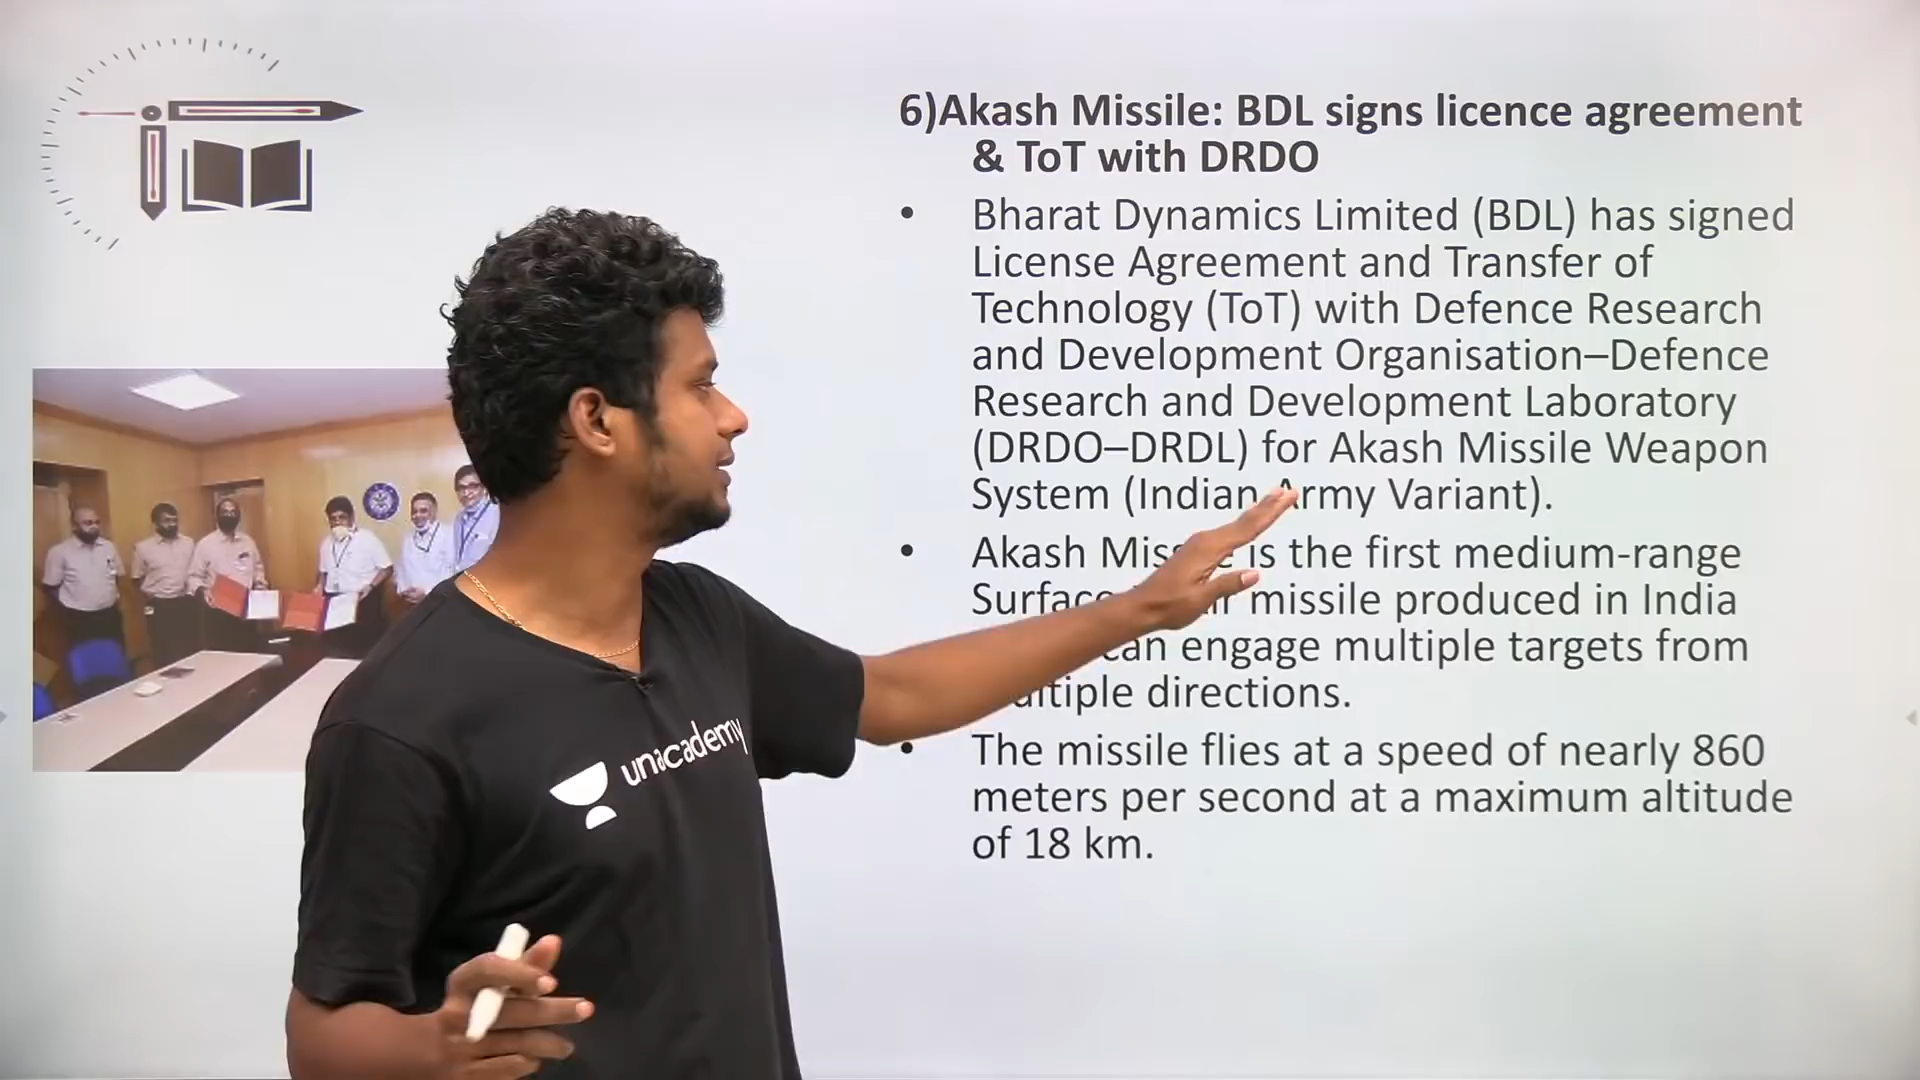 6)Akash Missile: BDL signs licence agreement
& ToT with DRDO
• Bharat Dynamics Limited (BDL) has signed
License Agreement and Transfer of
Technology (ToT) with Defence Research
and Development Organisation–Defence
Research and Development Laboratory
(DRDO–DRDL) for Akash Missile Weapon
System (Indian Army Variant).
• Akash is the first medium-range
missile produced in India
can engage multiple targets from
directions.
• The missile flies at a speed of nearly 860
meters per second at a maximum altitude
of 18 km.
unacademy